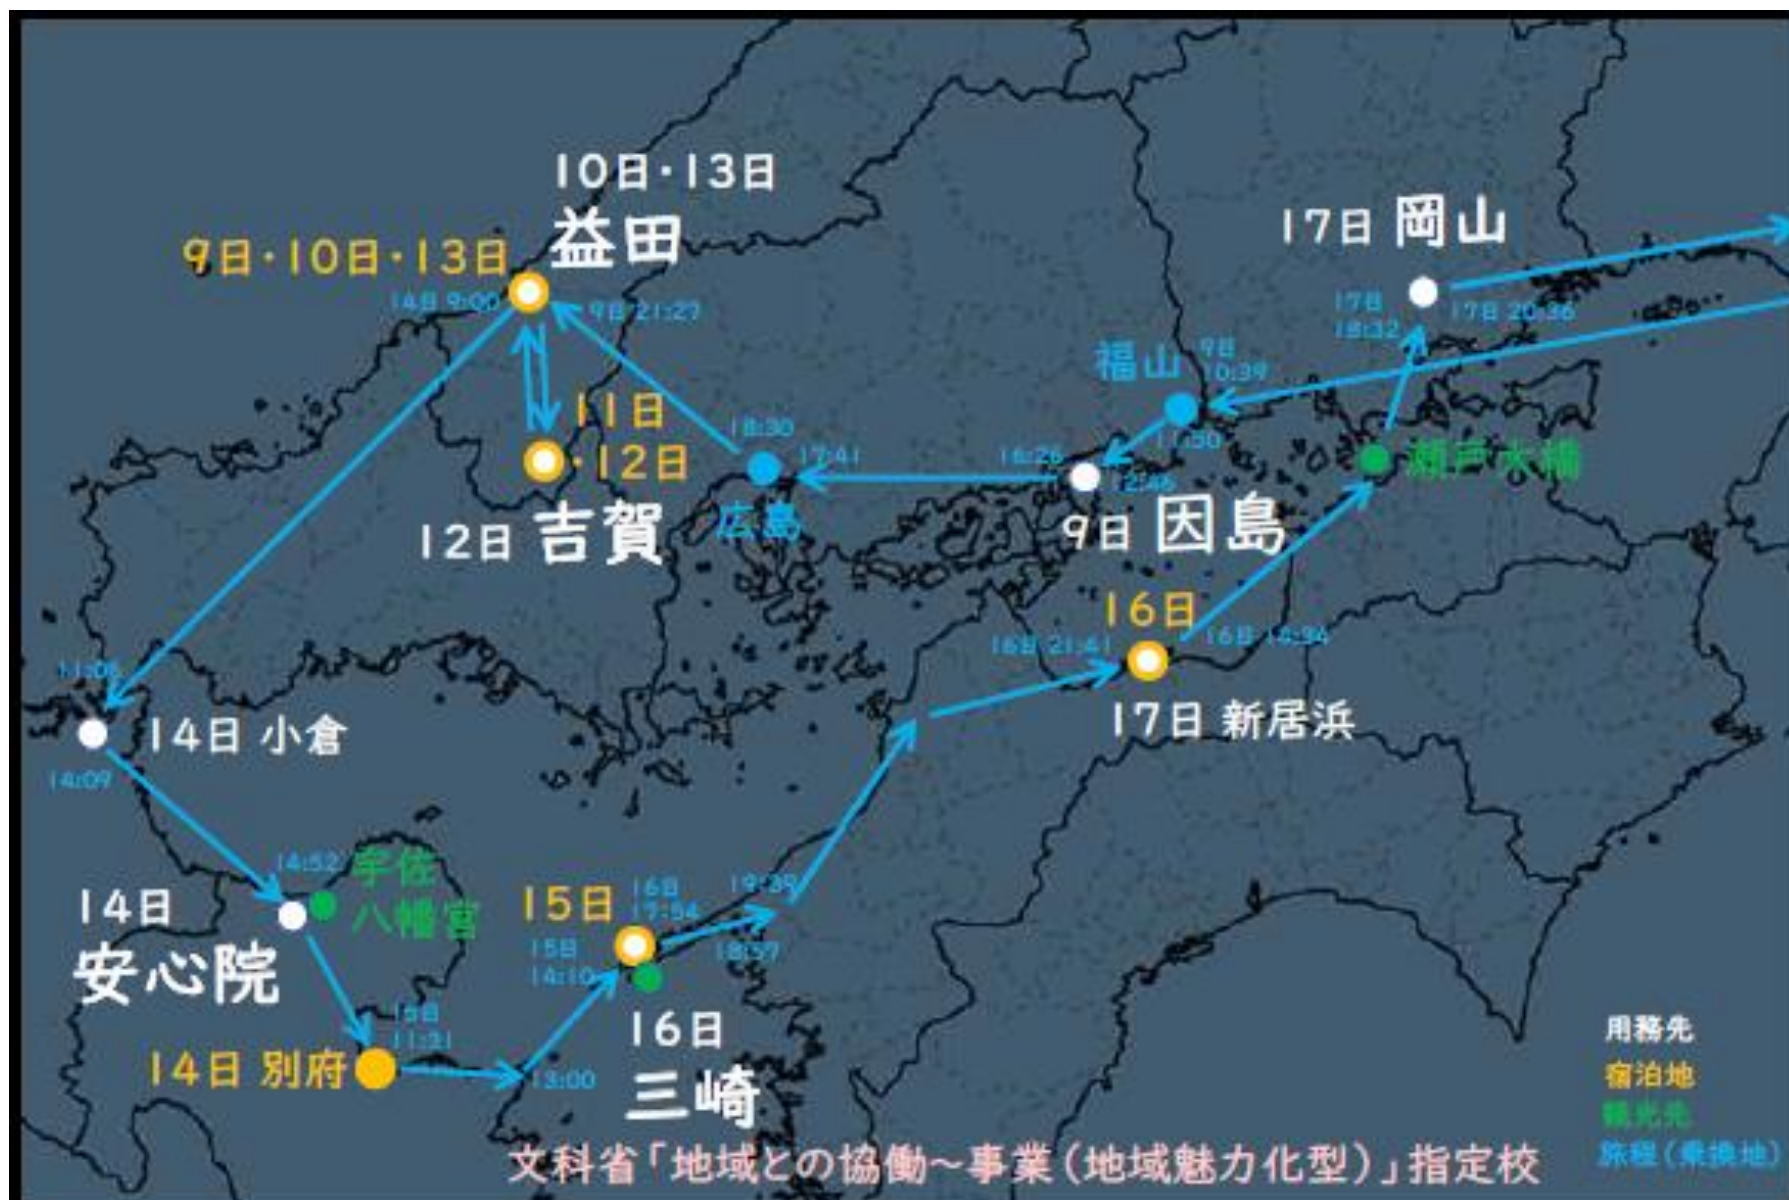 10日・13日
益田
9日・10日・13日
14日 9:00
9日 21:27
17日 岡山
17日
18:32
17日 20:36
福山
9日
10:39
11:50
11日
・12日
12日 吉賀
18:30
17:41
広島
16:26
12:46
9日 因島
瀬戸大橋
16日
16日 21:41
16日 14:34
17日 新居浜
14日 小倉
14:09
14:52
宇佐
八幡宮
14日
安心院
15日
16日
17:54
19:39
15日
14:10
18:57
15日
11:31
14日 別府
13:00
16日
三崎
用務先
宿泊地
観光先
旅程(乗換地)
文科省「地域との協働～事業(地域魅力化型)」指定校